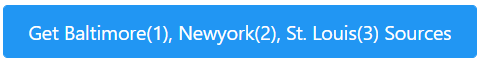 Get Baltimore(1), Newyork(2), St. Louis(3) Sources